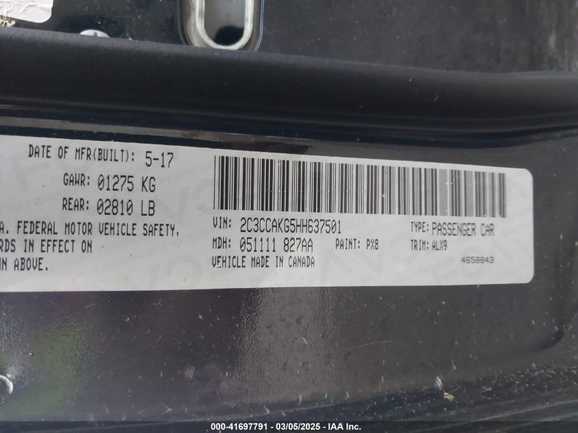 DATE OF MFR(BUILT): 5-17
GAWR: 01275 KG
REAR: 02810 LB
A. FEDERAL MOTOR VEHICLE SAFETY,
RDS IN EFFECT ON
N ABOVE.
VIN: 2C3CCAKG5HH637501
TYPE: PASSENGER CAR
MDH: 051111 827AA
PAINT: PX8
TRIM: ALX9
VEHICLE MADE IN CANADA
4658843
000-41697791 - 03/05/2025 - IAA Inc.